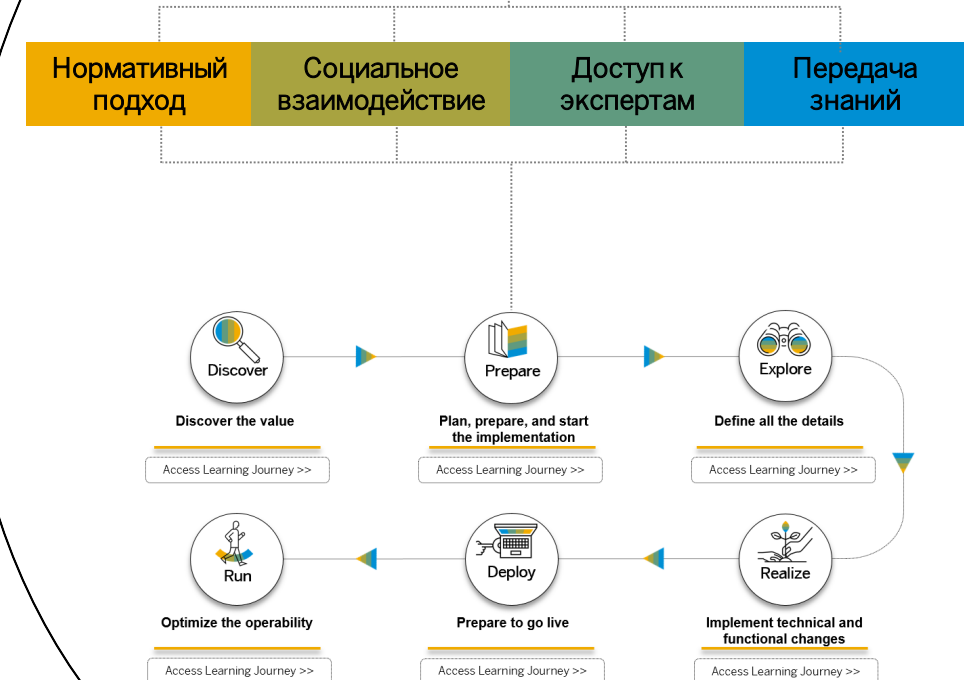 Нормативный
подход
Социальное
взаимодействие
Доступ к
экспертам
Передача
знаний
Discover
Prepare
Explore
Discover the value
Plan, prepare, and start
the implementation
Define all the details
Access Learning Journey >>
Access Learning Journey >>
Access Learning Journey >>
Run
Deploy
Realize
Optimize the operability
Prepare to go live
Implement technical and
functional changes
Access Learning Journey >>
Access Learning Journey >>
Access Learning Journey >>